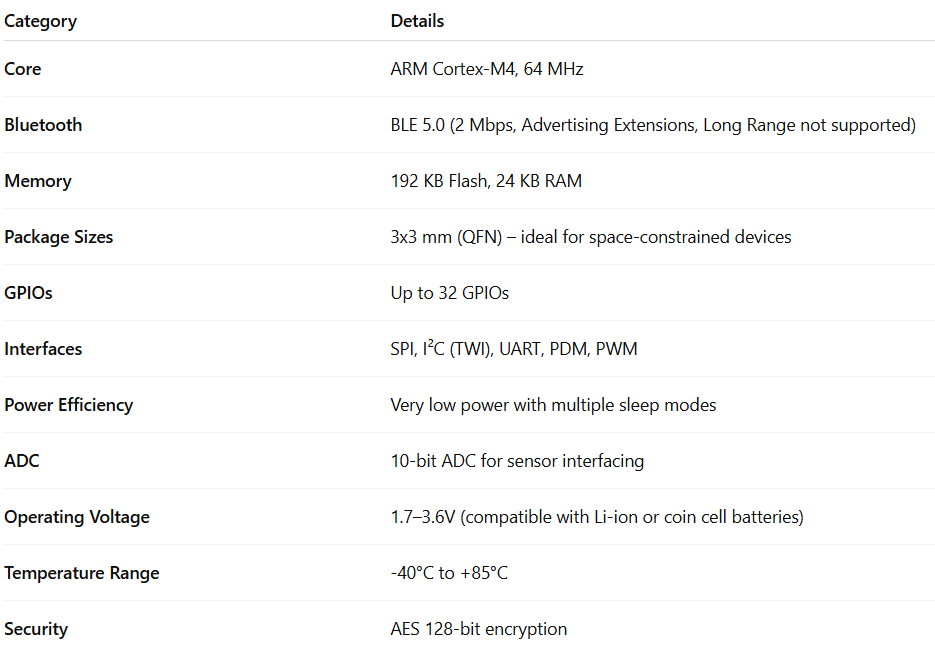 Category Details
Core ARM Cortex-M4, 64 MHz
Bluetooth BLE 5.0 (2 Mbps, Advertising Extensions, Long Range not supported)
Memory 192 KB Flash, 24 KB RAM
Package Sizes 3x3 mm (QFN) – ideal for space-constrained devices
GPIOs Up to 32 GPIOs
Interfaces SPI, I²C (TWI), UART, PDM, PWM
Power Efficiency Very low power with multiple sleep modes
ADC 10-bit ADC for sensor interfacing
Operating Voltage 1.7–3.6V (compatible with Li-ion or coin cell batteries)
Temperature Range -40°C to +85°C
Security AES 128-bit encryption